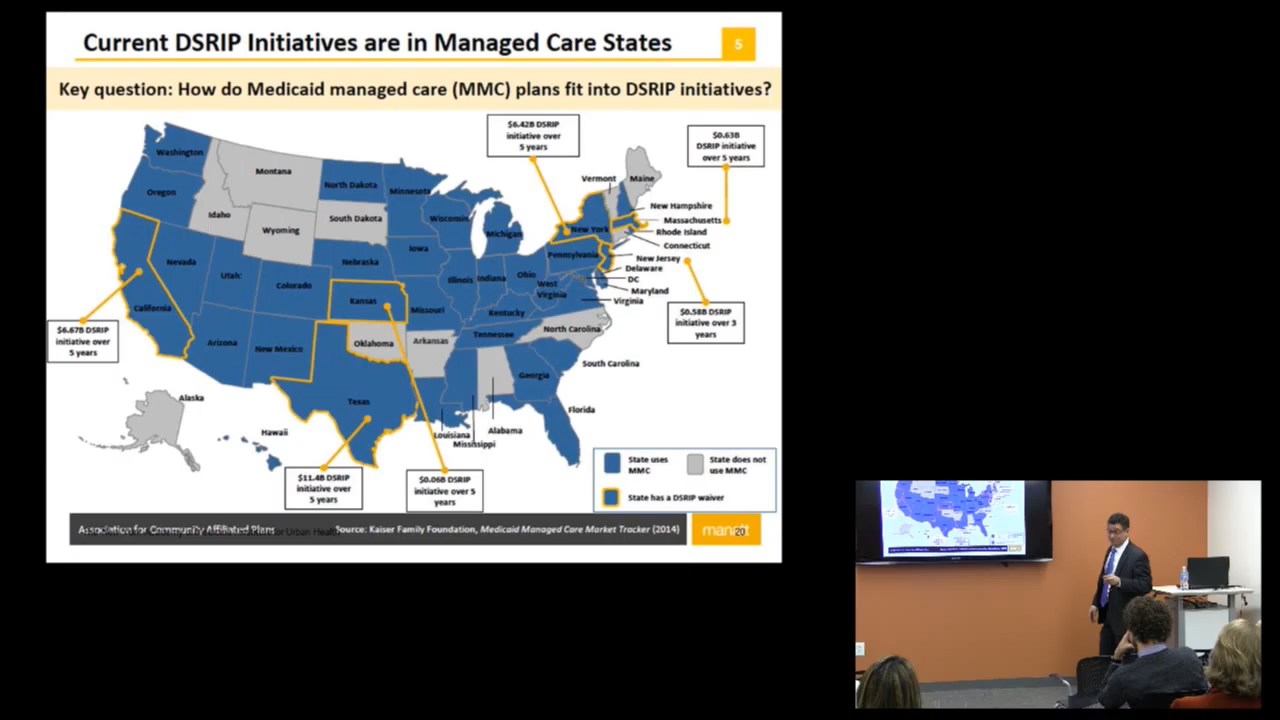 Current DSRIP Initiatives are in Managed Care States
5
Key question: How do Medicaid managed care (MMC) plans fit into DSRIP initiatives?
$6.42B DSRIP
initiative over
5 years
$0.63B
DSRIP initiative
over 5 years
Washington
Montana
North Dakota
Minnesota
Vermont
Maine
Oregon
Idaho
South Dakota
Wisconsin
New Hampshire
Massachusetts
Wyoming
Michigan
New York
Rhode Island
Connecticut
Nevada
Utah
Nebraska
Iowa
Pennsylvania
New Jersey
Delaware
DC
Maryland
Virginia
Colorado
Illinois
Indiana
Ohio
West
Virginia
California
Kansas
Missouri
Kentucky
$6.67B DSRIP
initiative over
5 years
$0.58B DSRIP
initiative over 3
years
Arizona
New Mexico
Oklahoma
Arkansas
Tennessee
North Carolina
South Carolina
Georgia
Texas
Alaska
Hawaii
Louisiana
Mississippi
Alabama
Florida
$11.4B DSRIP
initiative over
5 years
$0.06B DSRIP
initiative over 5
years
State uses
MMC
State does not
use MMC
State has a DSRIP waiver
Association for Community Affiliated Plans
for Urban Health
Source: Kaiser Family Foundation, Medicaid Managed Care Market Tracker (2014)
manatt
20